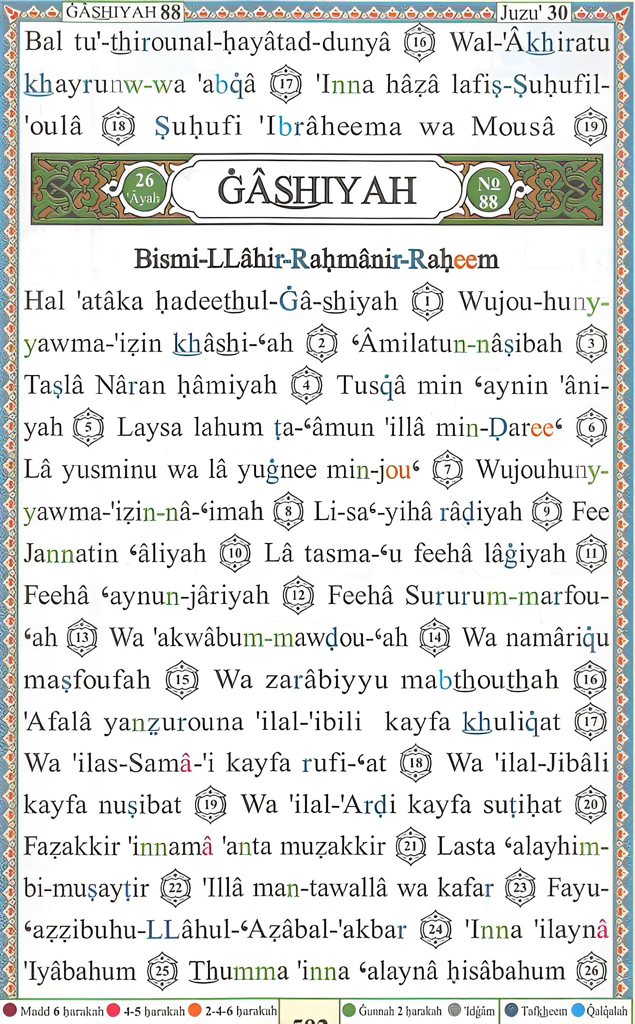 ĠÂSHIYAH 88
Juzu' 30
Bal tu'-thirounal-ḥayâtad-dunyâ 16 Wal-'Âkhiratu
khayrunw-wa 'abq̇â 17 'Inna hâẓâ lafiṣ-Ṣuḥufil-
'oulâ 18 Ṣuḥufi 'Ibrâheema wa Mousâ 19
26 'Âyah
ĠÂSHIYAH
№ 88
Bismi-LLâhir-Raḥmânir-Raḥeem
Hal 'atâka ḥadeethul-Ġâ-shiyah 1 Wujou-huny-
yawma-'iẓin khâshi-ʿah 2 ʿÂmilatun-nâṣibah 3
Taṣlâ Nâran ḥâmiyah 4 Tusq̇â min ʿaynin 'âni-
yah 5 Laysa lahum ṭa-ʿâmun 'illâ min-Ḍareeʿ 6
Lâ yusminu wa lâ yuġnee min-jouʿ 7 Wujouhuny-
yawma-'iẓin-nâ-ʿimah 8 Li-saʿ-yihâ râḍiyah 9 Fee
Jannatin ʿâliyah 10 Lâ tasma-ʿu feehâ lâġiyah 11
Feehâ ʿaynun-jâriyah 12 Feehâ Sururum-marfou-
ʿah 13 Wa 'akwâbum-mawḍou-ʿah 14 Wa namâriq̇u
maṣfoufah 15 Wa zarâbiyyu mabthouthah 16
'Afalâ yanẓurouna 'ilal-'ibili kayfa khuliq̇at 17
Wa 'ilas-Samâ-'i kayfa rufi-ʿat 18 Wa 'ilal-Jibâli
kayfa nuṣibat 19 Wa 'ilal-'Arḍi kayfa suṭiḥat 20
Faẓakkir 'innamâ 'anta muẓakkir 21 Lasta ʿalayhim-
bi-muṣayṭir 22 'Illâ man-tawallâ wa kafar 23 Fayu-
ʿaẓẓibuhu-LLâhul-ʿAẓâbal-'akbar 24 'Inna 'ilaynâ
'Iyâbahum 25 Thumma 'inna ʿalaynâ ḥisâbahum 26
Madd 6 ḥarakah 4-5 ḥarakah 2-4-6 ḥarakah Ġunnah 2 ḥarakah 'Idġâm Tafkheem Qalqalah